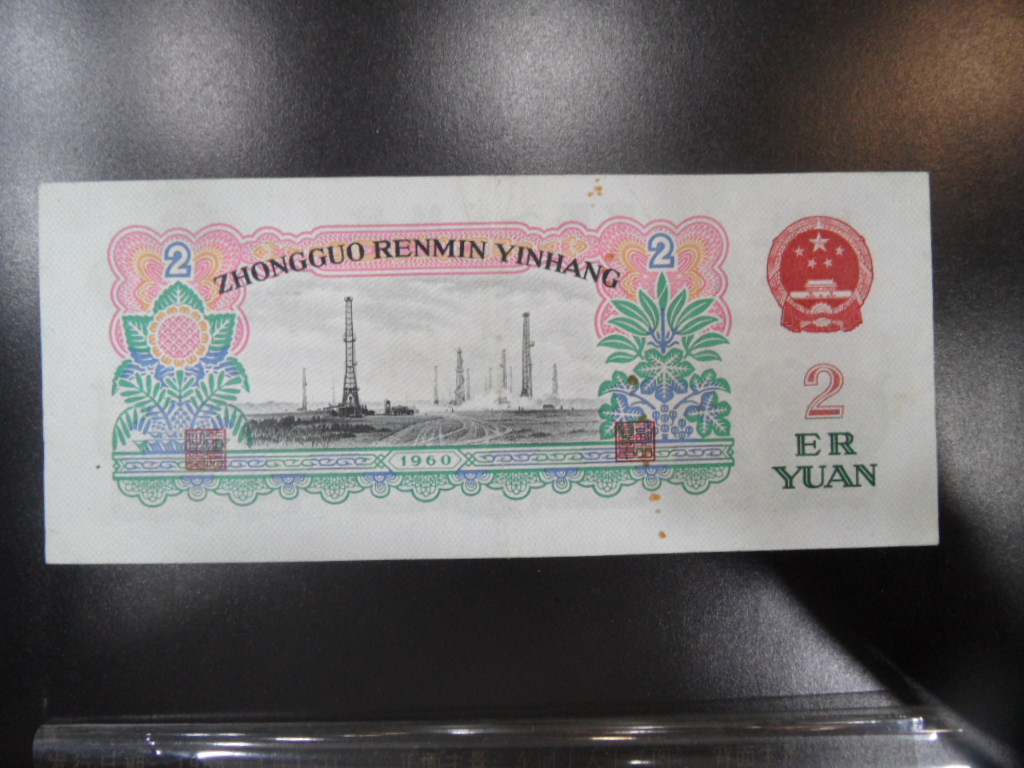 2
2
ZHONGGUO RENMIN YINHANG
1960
2
ER
YUAN